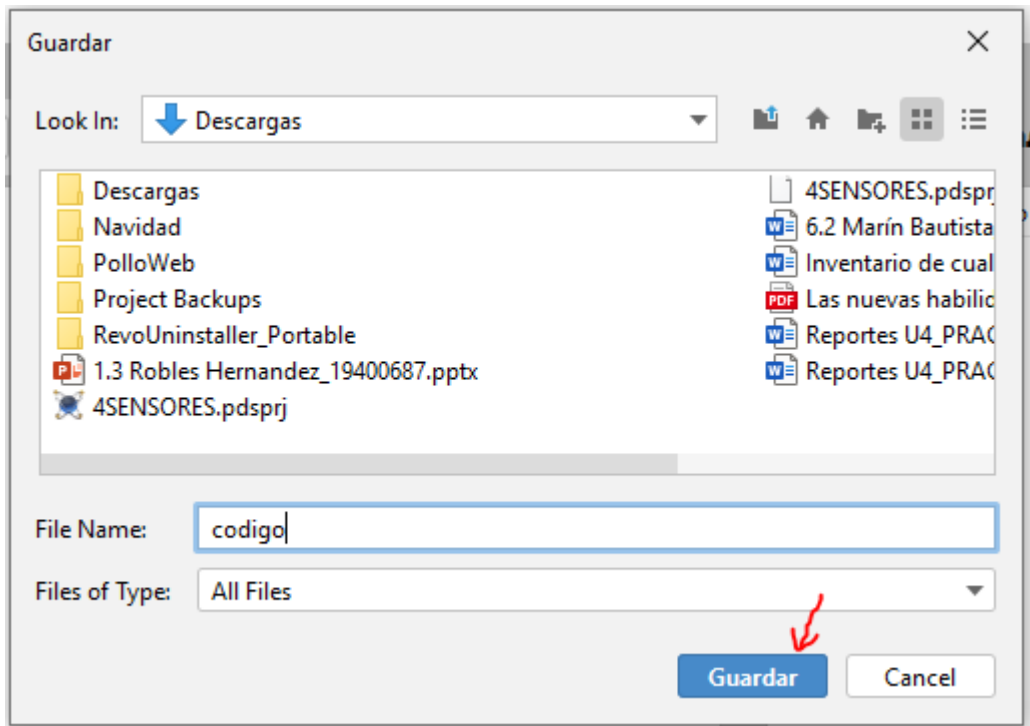 Guardar
Look In: Descargas
Descargas
Navidad
PolloWeb
Project Backups
RevoUninstaller_Portable
1.3 Robles Hernandez_19400687.pptx
4SENSORES.pdsprj
4SENSORES.pdsprj
6.2 Marín Bautista
Inventario de cual
PDF Las nuevas habilid
Reportes U4_PRAC
Reportes U4_PRAC
File Name: codigo
Files of Type: All Files
Guardar Cancel